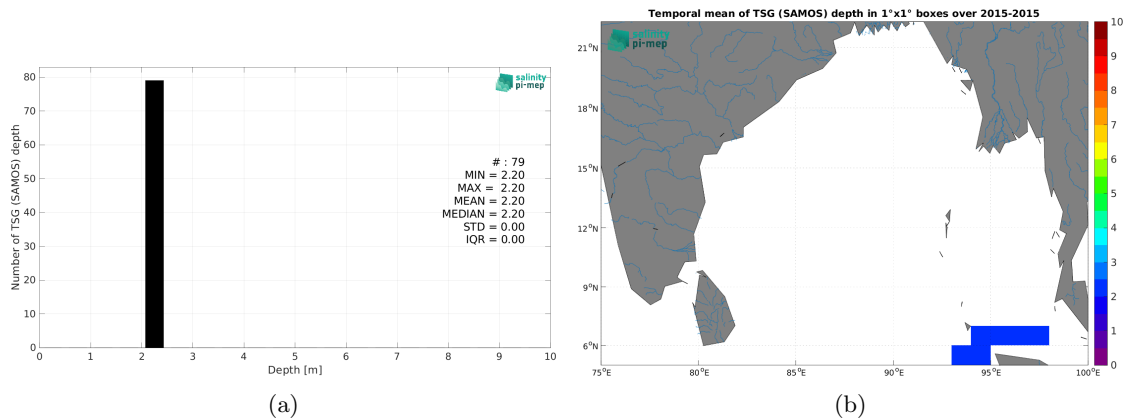 salinity
pi-mep
Number of TSG (SAMOS) depth
80
70
60
50
40
30
20
10
0
# : 79
MIN = 2.20
MAX = 2.20
MEAN = 2.20
MEDIAN = 2.20
STD = 0.00
IQR = 0.00
0 1 2 3 4 5 6 7 8 9 10
Depth [m]
(a)
Temporal mean of TSG (SAMOS) depth in 1°x1° boxes over 2015-2015
salinity
pi-mep
21°N
18°N
15°N
12°N
9°N
6°N
75°E 80°E 85°E 90°E 95°E 100°E
10
9
8
7
6
5
4
3
2
1
0
(b)